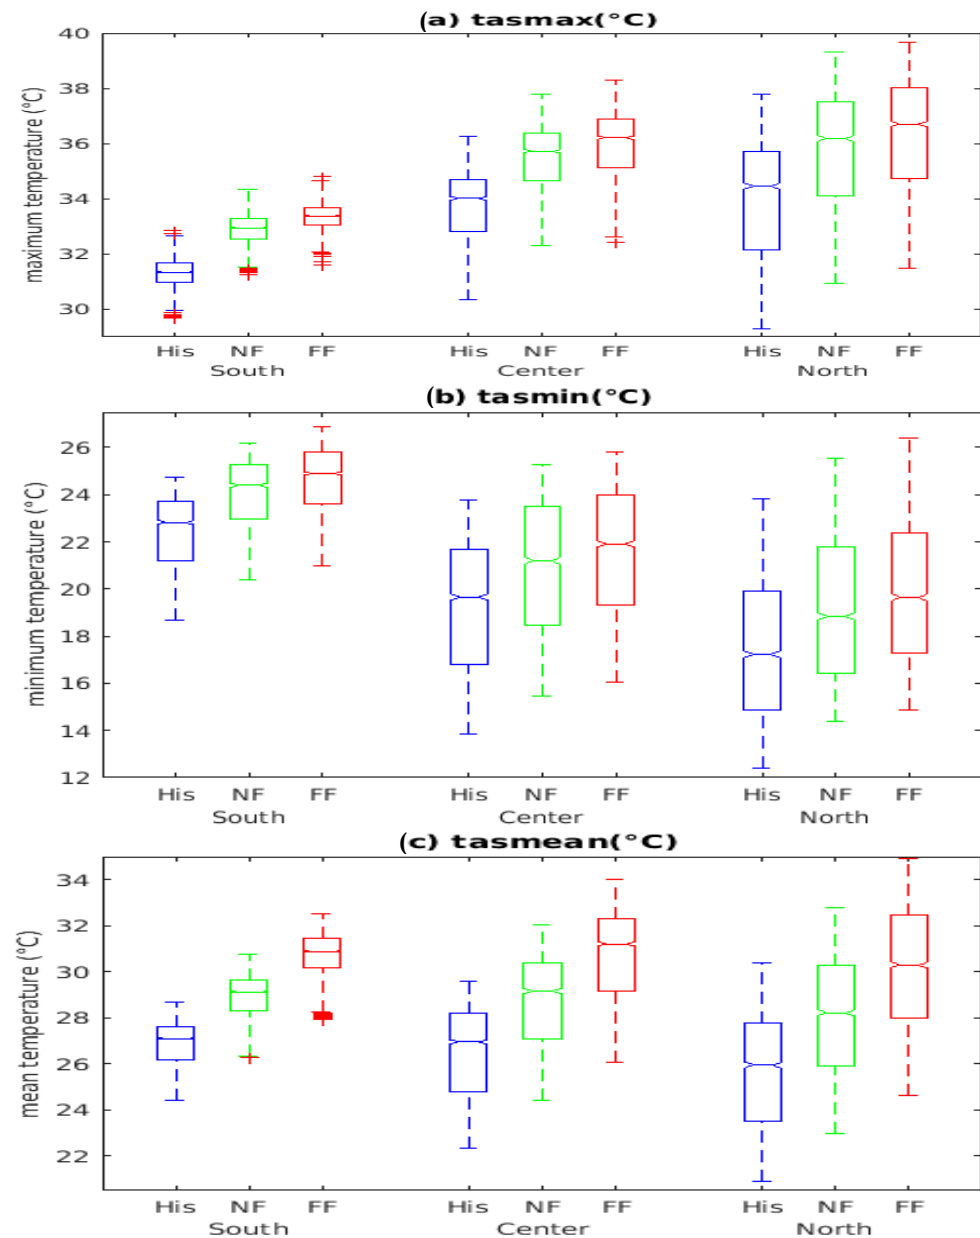 (a) tasmax(°C)
maximum temperature (°C)
40
38
36
34
32
30
His NF FF His NF FF His NF FF
South Center North
(b) tasmin(°C)
minimum temperature (°C)
26
24
22
20
18
16
14
12
His NF FF His NF FF His NF FF
South Center North
(c) tasmean(°C)
mean temperature (°C)
34
32
30
28
26
24
22
His NF FF His NF FF His NF FF
South Center North